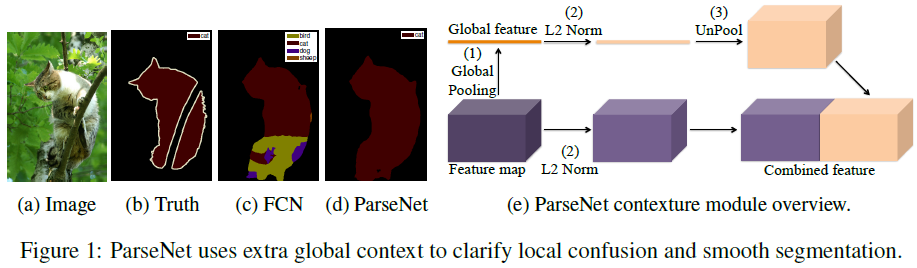 cat
bird
cat
dog
sheep
cat
(a) Image
(b) Truth
(c) FCN
(d) ParseNet
Global feature
(2)
L2 Norm
(3)
UnPool
(1)
Global
Pooling
Feature map
(2)
L2 Norm
Combined feature
(e) ParseNet contexture module overview.
Figure 1: ParseNet uses extra global context to clarify local confusion and smooth segmentation.